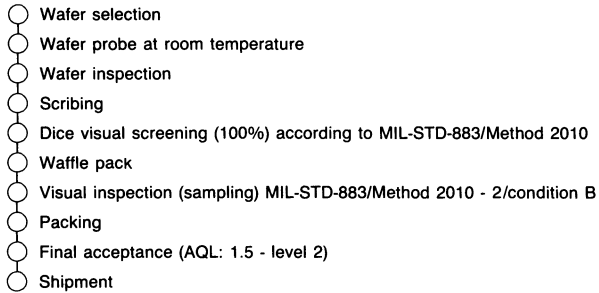 Wafer selection
Wafer probe at room temperature
Wafer inspection
Scribing
Dice visual screening (100%) according to MIL-STD-883/Method 2010
Waffle pack
Visual inspection (sampling) MIL-STD-883/Method 2010 - 2/condition B
Packing
Final acceptance (AQL: 1.5 - level 2)
Shipment